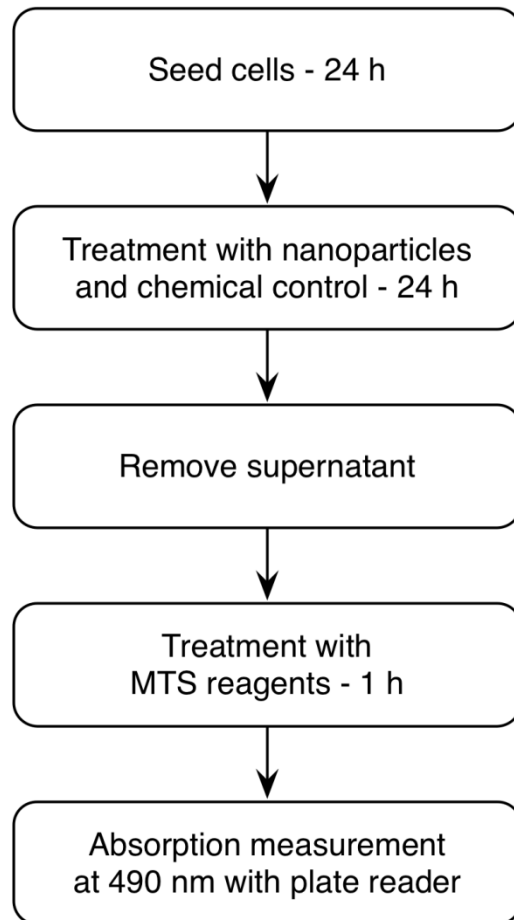 Seed cells - 24 h
Treatment with nanoparticles
and chemical control - 24 h
Remove supernatant
Treatment with
MTS reagents - 1 h
Absorption measurement
at 490 nm with plate reader